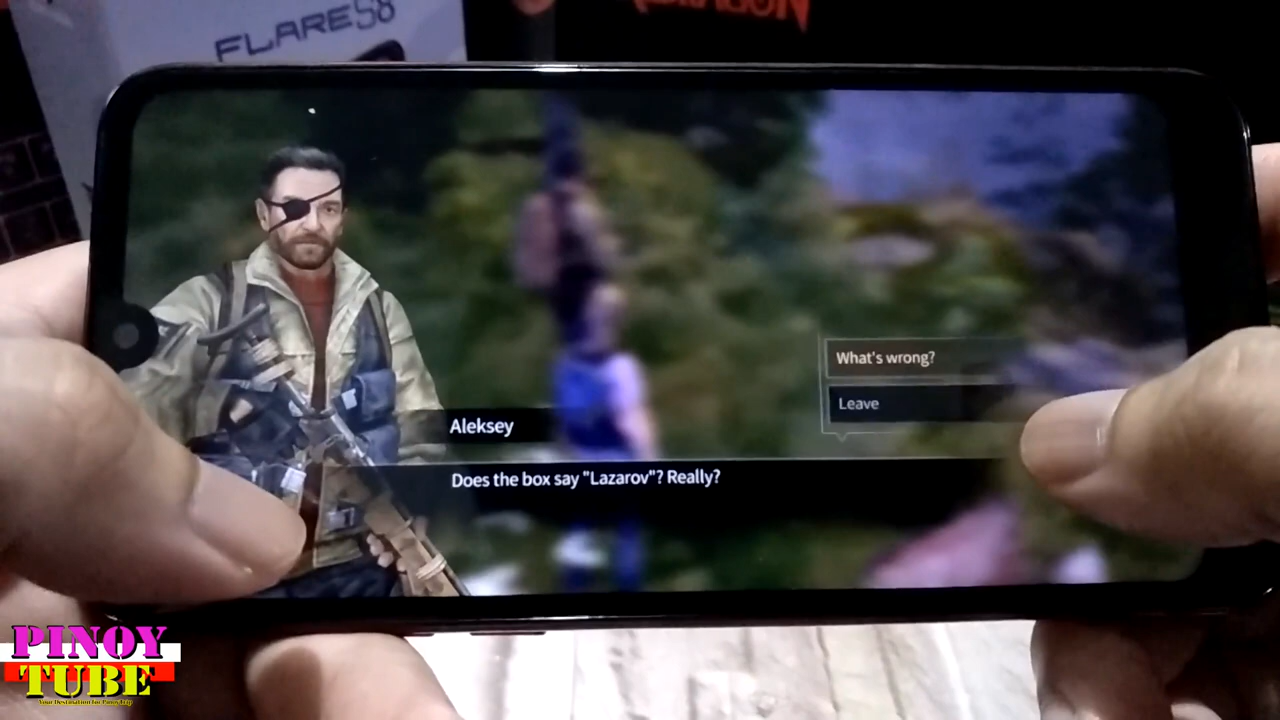 FLARE S8
What's wrong?
Leave
Aleksey
Does the box say "Lazarov"? Really?
PINOY
TUBE